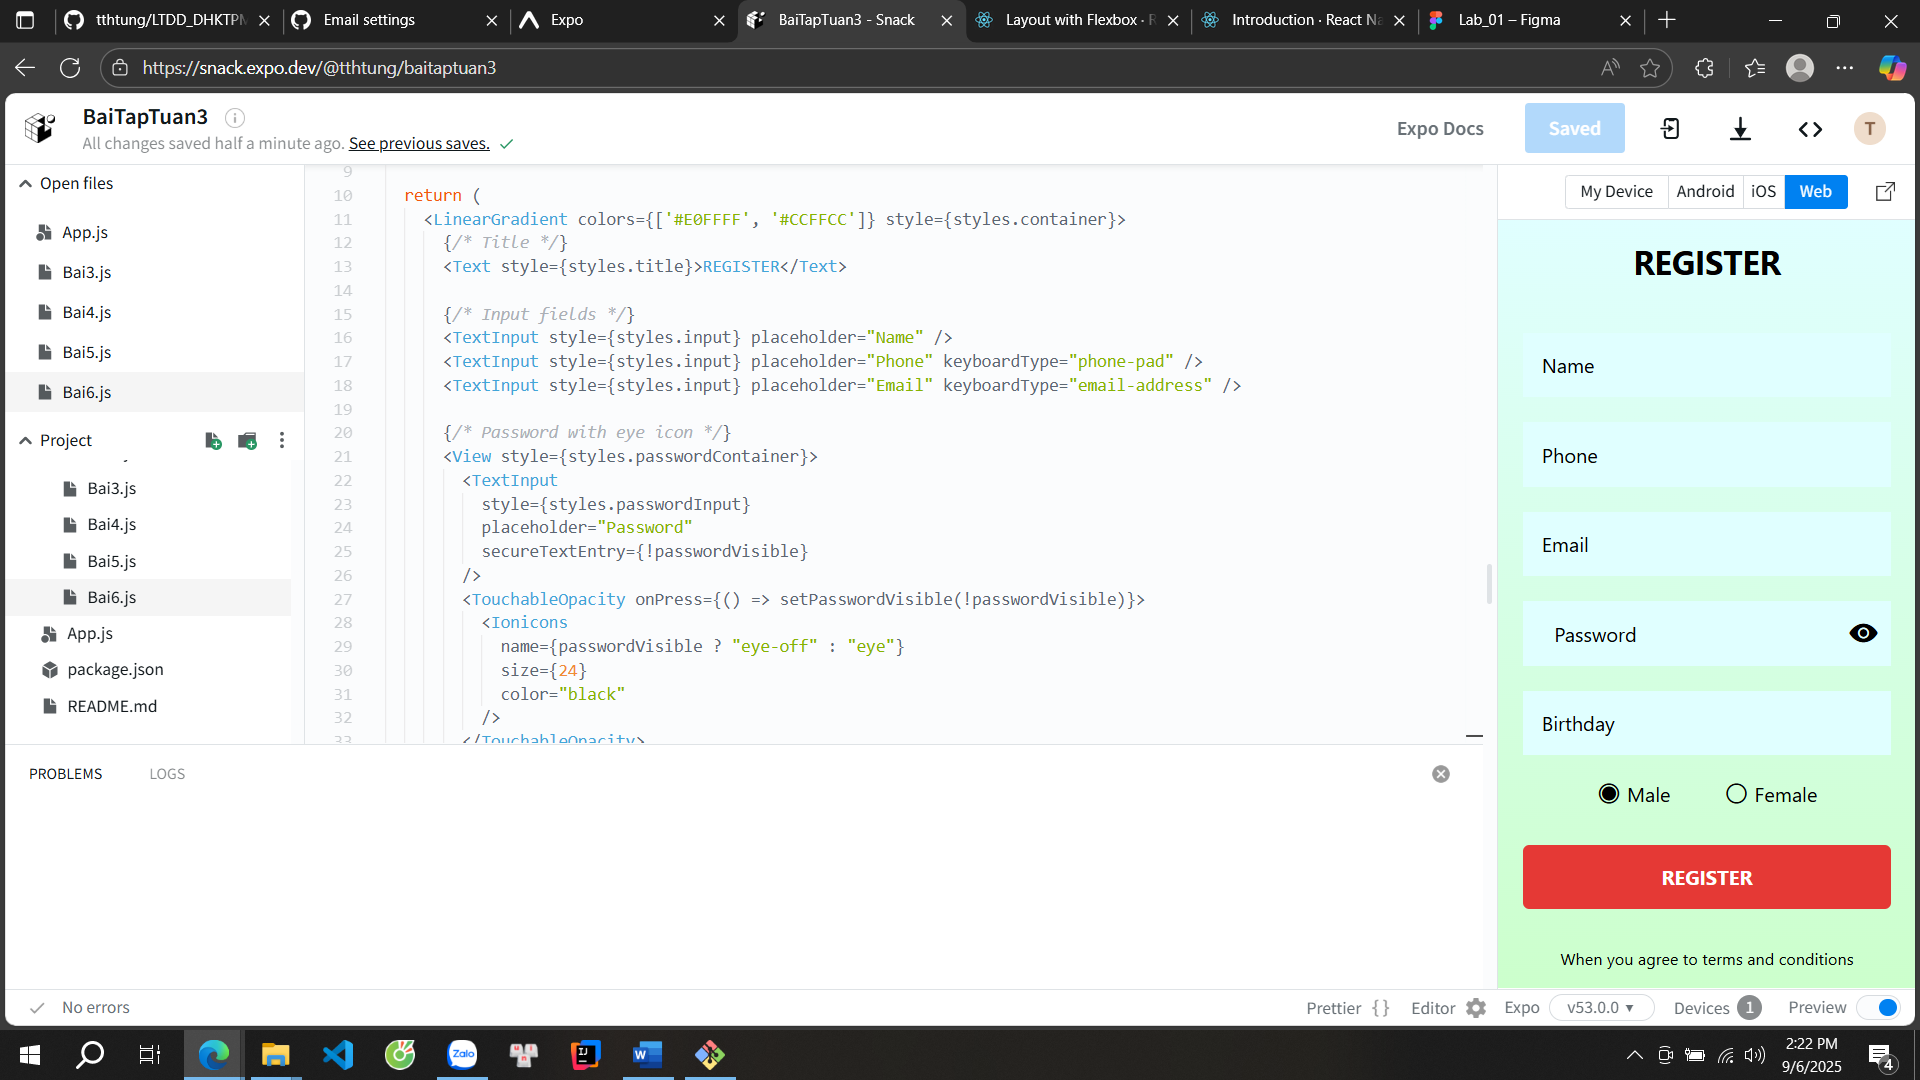 tthtung/LTDD_DHKTPM
Email settings
Expo
BaiTapTuan3 - Snack
Layout with Flexbox · R
Introduction · React Na
Lab_01 – Figma
https://snack.expo.dev/@tthtung/baitaptuan3
BaiTapTuan3
All changes saved half a minute ago. See previous saves.
Expo Docs
Saved
T
Open files
App.js
Bai3.js
Bai4.js
Bai5.js
Bai6.js
Project
Bai3.js
Bai4.js
Bai5.js
Bai6.js
App.js
package.json
README.md
9
10 return (
11 <LinearGradient colors={['#E0FFFF', '#CCFFCC']} style={styles.container}>
12 {/* Title */}
13 <Text style={styles.title}>REGISTER</Text>
14
15 {/* Input fields */}
16 <TextInput style={styles.input} placeholder="Name" />
17 <TextInput style={styles.input} placeholder="Phone" keyboardType="phone-pad" />
18 <TextInput style={styles.input} placeholder="Email" keyboardType="email-address" />
19
20 {/* Password with eye icon */}
21 <View style={styles.passwordContainer}>
22 <TextInput
23 style={styles.passwordInput}
24 placeholder="Password"
25 secureTextEntry={!passwordVisible}
26 />
27 <TouchableOpacity onPress={() => setPasswordVisible(!passwordVisible)}>
28 <Ionicons
29 name={passwordVisible ? "eye-off" : "eye"}
30 size={24}
31 color="black"
32 />
33 </TouchableOpacity>
My Device
Android
iOS
Web
REGISTER
Name
Phone
Email
Password
Birthday
Male
Female
REGISTER
When you agree to terms and conditions
PROBLEMS
LOGS
No errors
Prettier { }
Editor
Expo
v53.0.0
Devices 1
Preview
Zalo
2:22 PM
9/6/2025
4